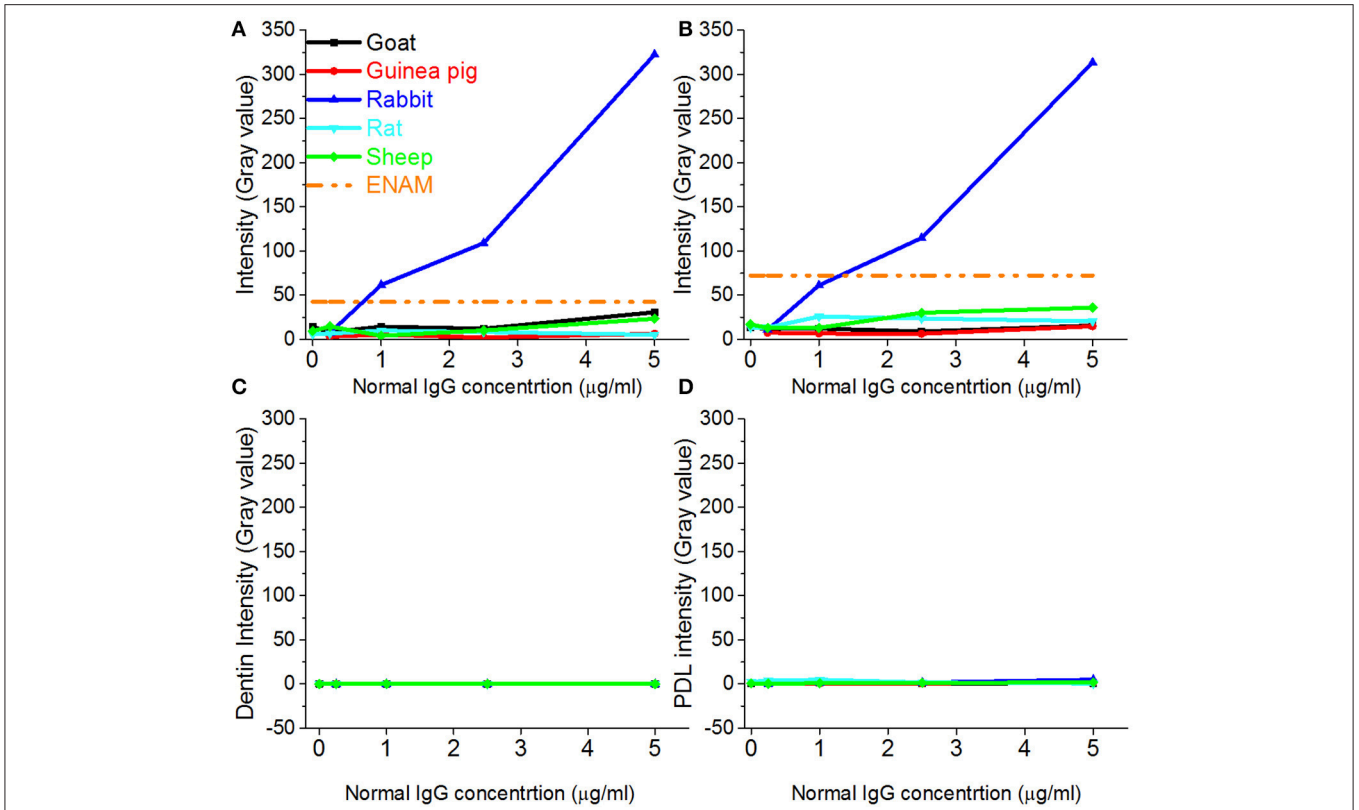 A
Intensity (Gray value)
350
300
250
200
150
100
50
0
Goat
Guinea pig
Rabbit
Rat
Sheep
ENAM
0 1 2 3 4 5
Normal IgG concentrtion (μg/ml)
B
Intensity (Gray value)
350
300
250
200
150
100
50
0
0 1 2 3 4 5
Normal IgG concentrtion (μg/ml)
C
Dentin Intensity (Gray value)
300
250
200
150
100
50
0
-50
0 1 2 3 4 5
Normal IgG concentrtion (μg/ml)
D
PDL intensity (Gray value)
300
250
200
150
100
50
0
-50
0 1 2 3 4 5
Normal IgG concentrtion (μg/ml)